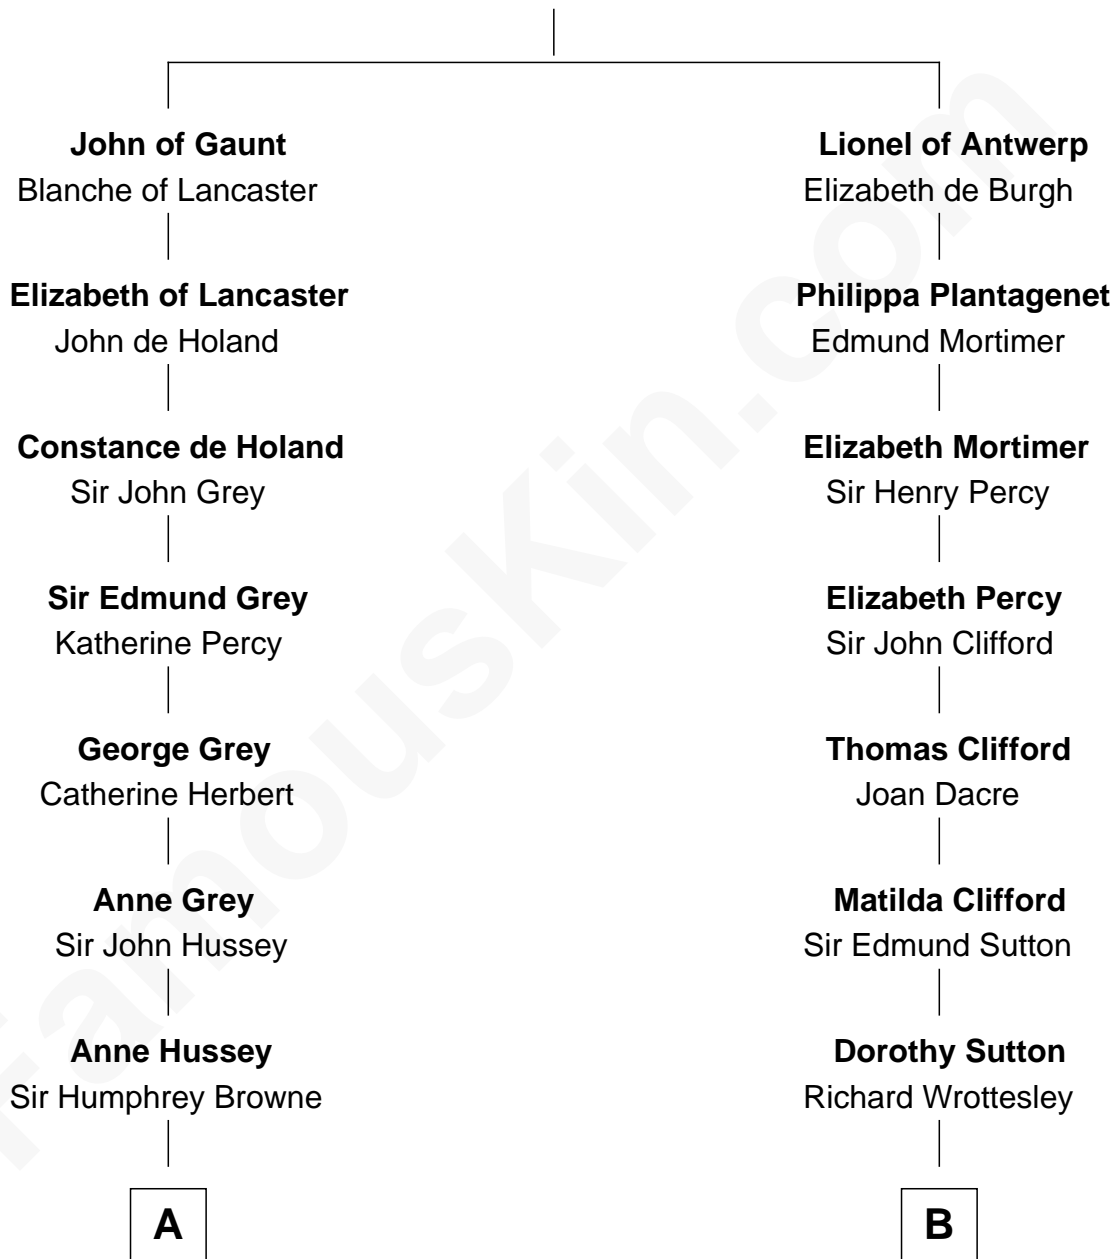 John of Gaunt
Blanche of Lancaster
Elizabeth of Lancaster
John de Holand
Constance de Holand
Sir John Grey
Sir Edmund Grey
Katherine Percy
George Grey
Catherine Herbert
Anne Grey
Sir John Hussey
Anne Hussey
Sir Humphrey Browne
A
Lionel of Antwerp
Elizabeth de Burgh
Philippa Plantagenet
Edmund Mortimer
Elizabeth Mortimer
Sir Henry Percy
Elizabeth Percy
Sir John Clifford
Thomas Clifford
Joan Dacre
Matilda Clifford
Sir Edmund Sutton
Dorothy Sutton
Richard Wrottesley
B
FamousKin.com